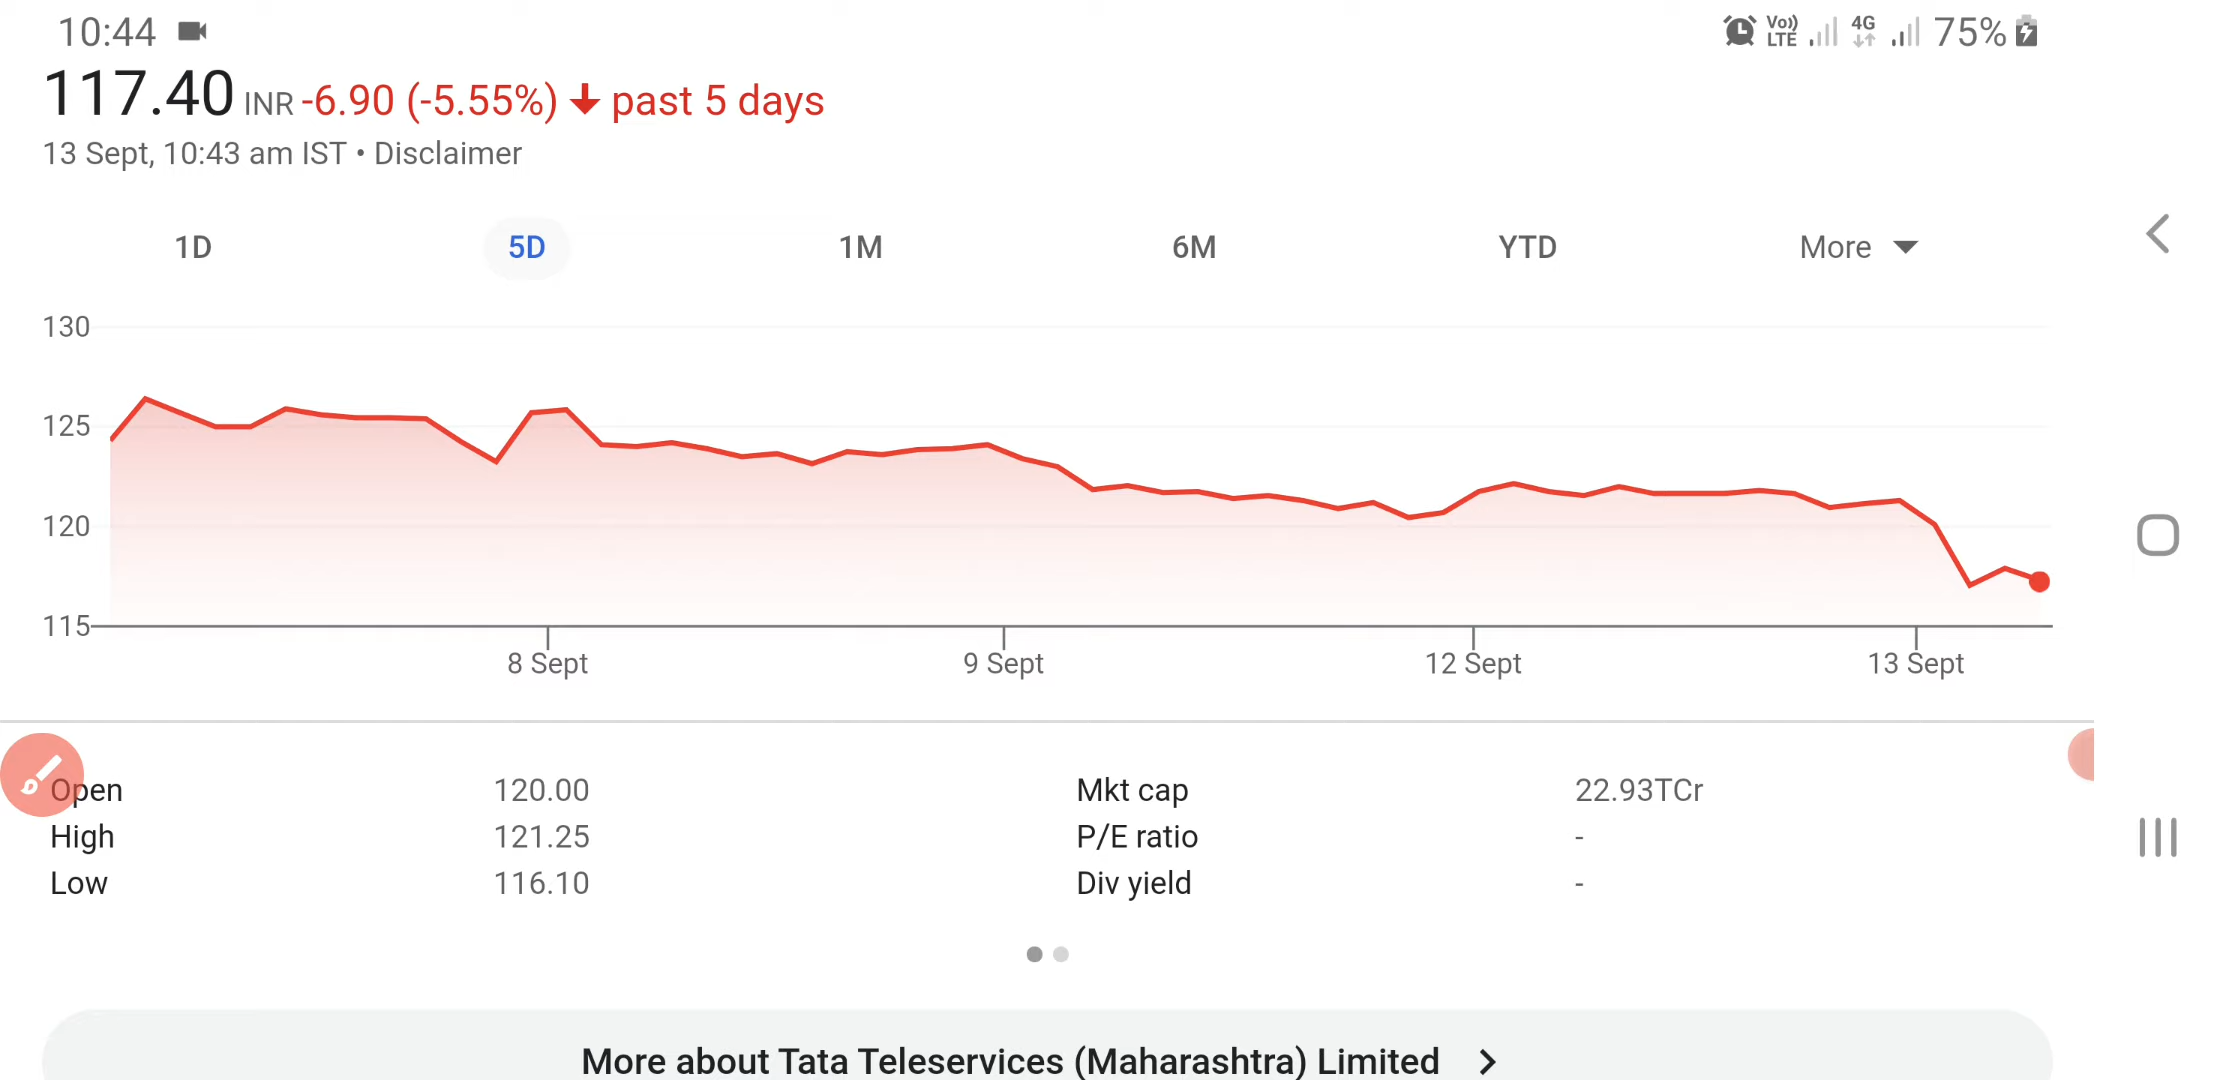 10:44 Vo)) LTE 4G 75%
117.40 INR -6.90 (-5.55%) past 5 days
13 Sept, 10:43 am IST • Disclaimer
1D 5D 1M 6M YTD More
130
125
120
115
8 Sept 9 Sept 12 Sept 13 Sept
Open 120.00 Mkt cap 22.93TCr
High 121.25 P/E ratio -
Low 116.10 Div yield -
More about Tata Teleservices (Maharashtra) Limited